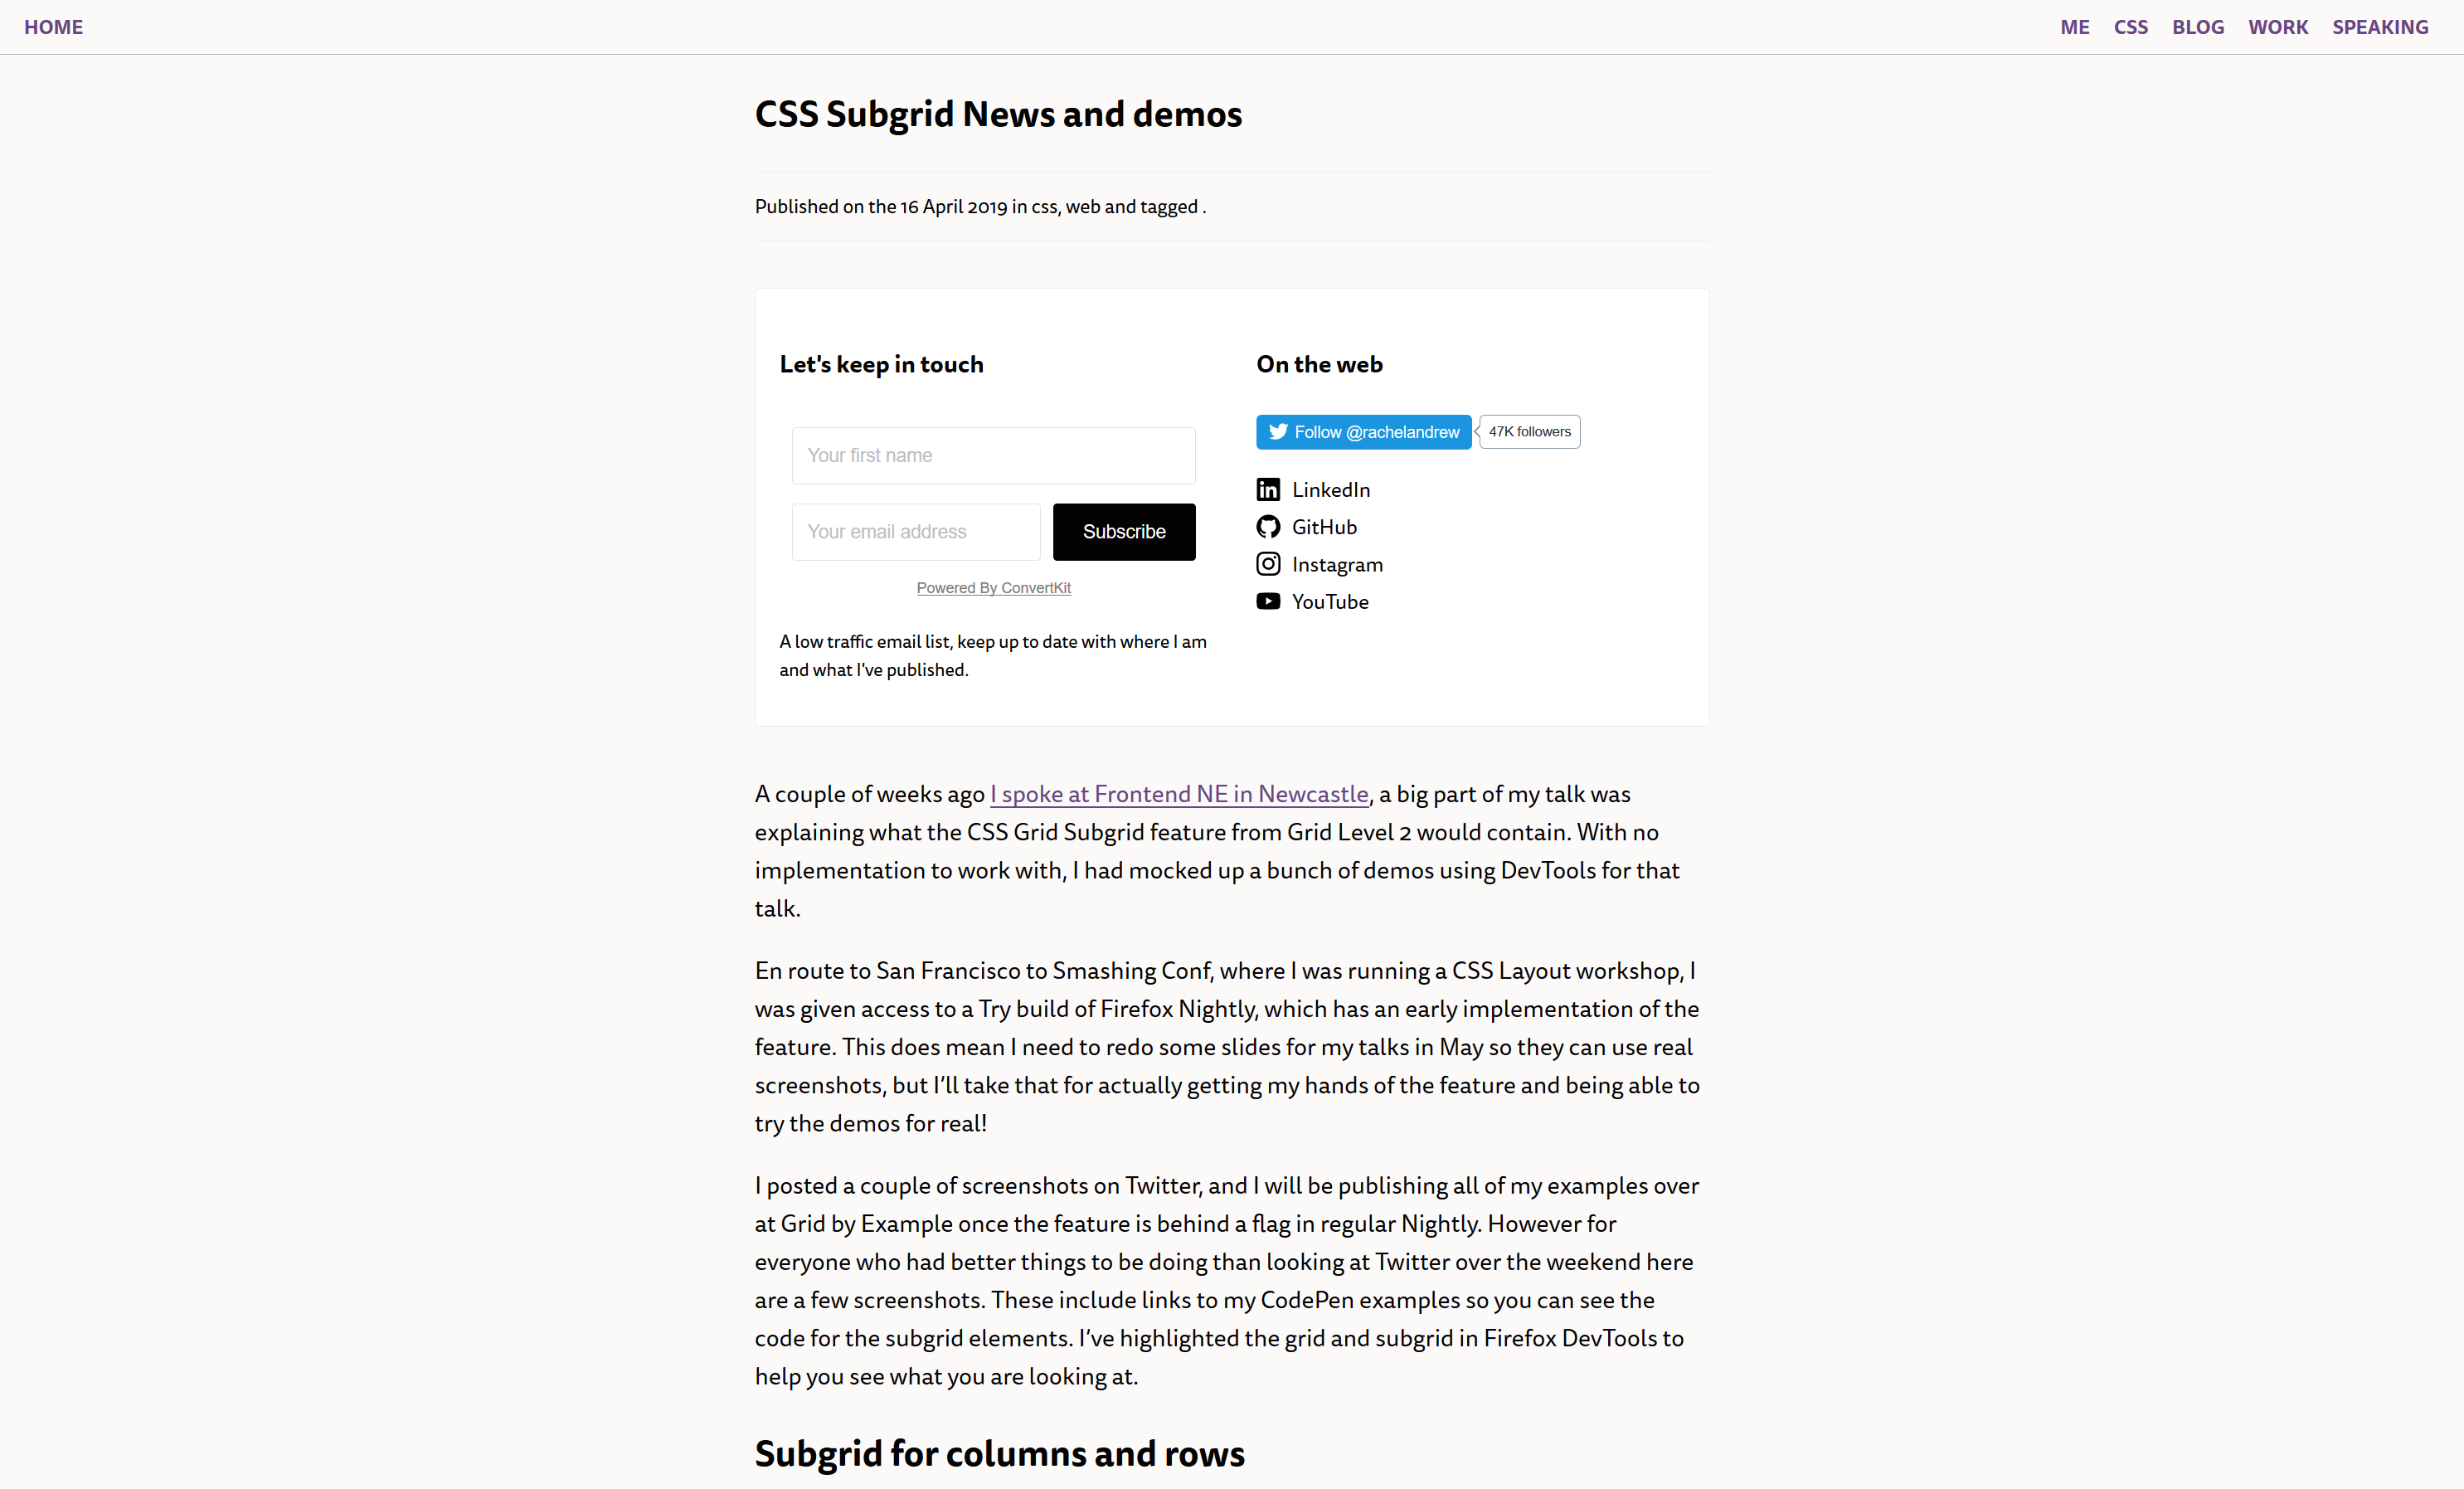 HOME
ME CSS BLOG WORK SPEAKING
CSS Subgrid News and demos
Published on the 16 April 2019 in css, web and tagged .
Let's keep in touch
Your first name
Your email address
Subscribe
Powered By ConvertKit
A low traffic email list, keep up to date with where I am
and what I've published.
On the web
Follow @rachelandrew
47K followers
LinkedIn
GitHub
Instagram
YouTube
A couple of weeks ago I spoke at Frontend NE in Newcastle, a big part of my talk was
explaining what the CSS Grid Subgrid feature from Grid Level 2 would contain. With no
implementation to work with, I had mocked up a bunch of demos using DevTools for that
talk.
En route to San Francisco to Smashing Conf, where I was running a CSS Layout workshop, I
was given access to a Try build of Firefox Nightly, which has an early implementation of the
feature. This does mean I need to redo some slides for my talks in May so they can use real
screenshots, but I’ll take that for actually getting my hands of the feature and being able to
try the demos for real!
I posted a couple of screenshots on Twitter, and I will be publishing all of my examples over
at Grid by Example once the feature is behind a flag in regular Nightly. However for
everyone who had better things to be doing than looking at Twitter over the weekend here
are a few screenshots. These include links to my CodePen examples so you can see the
code for the subgrid elements. I’ve highlighted the grid and subgrid in Firefox DevTools to
help you see what you are looking at.
Subgrid for columns and rows